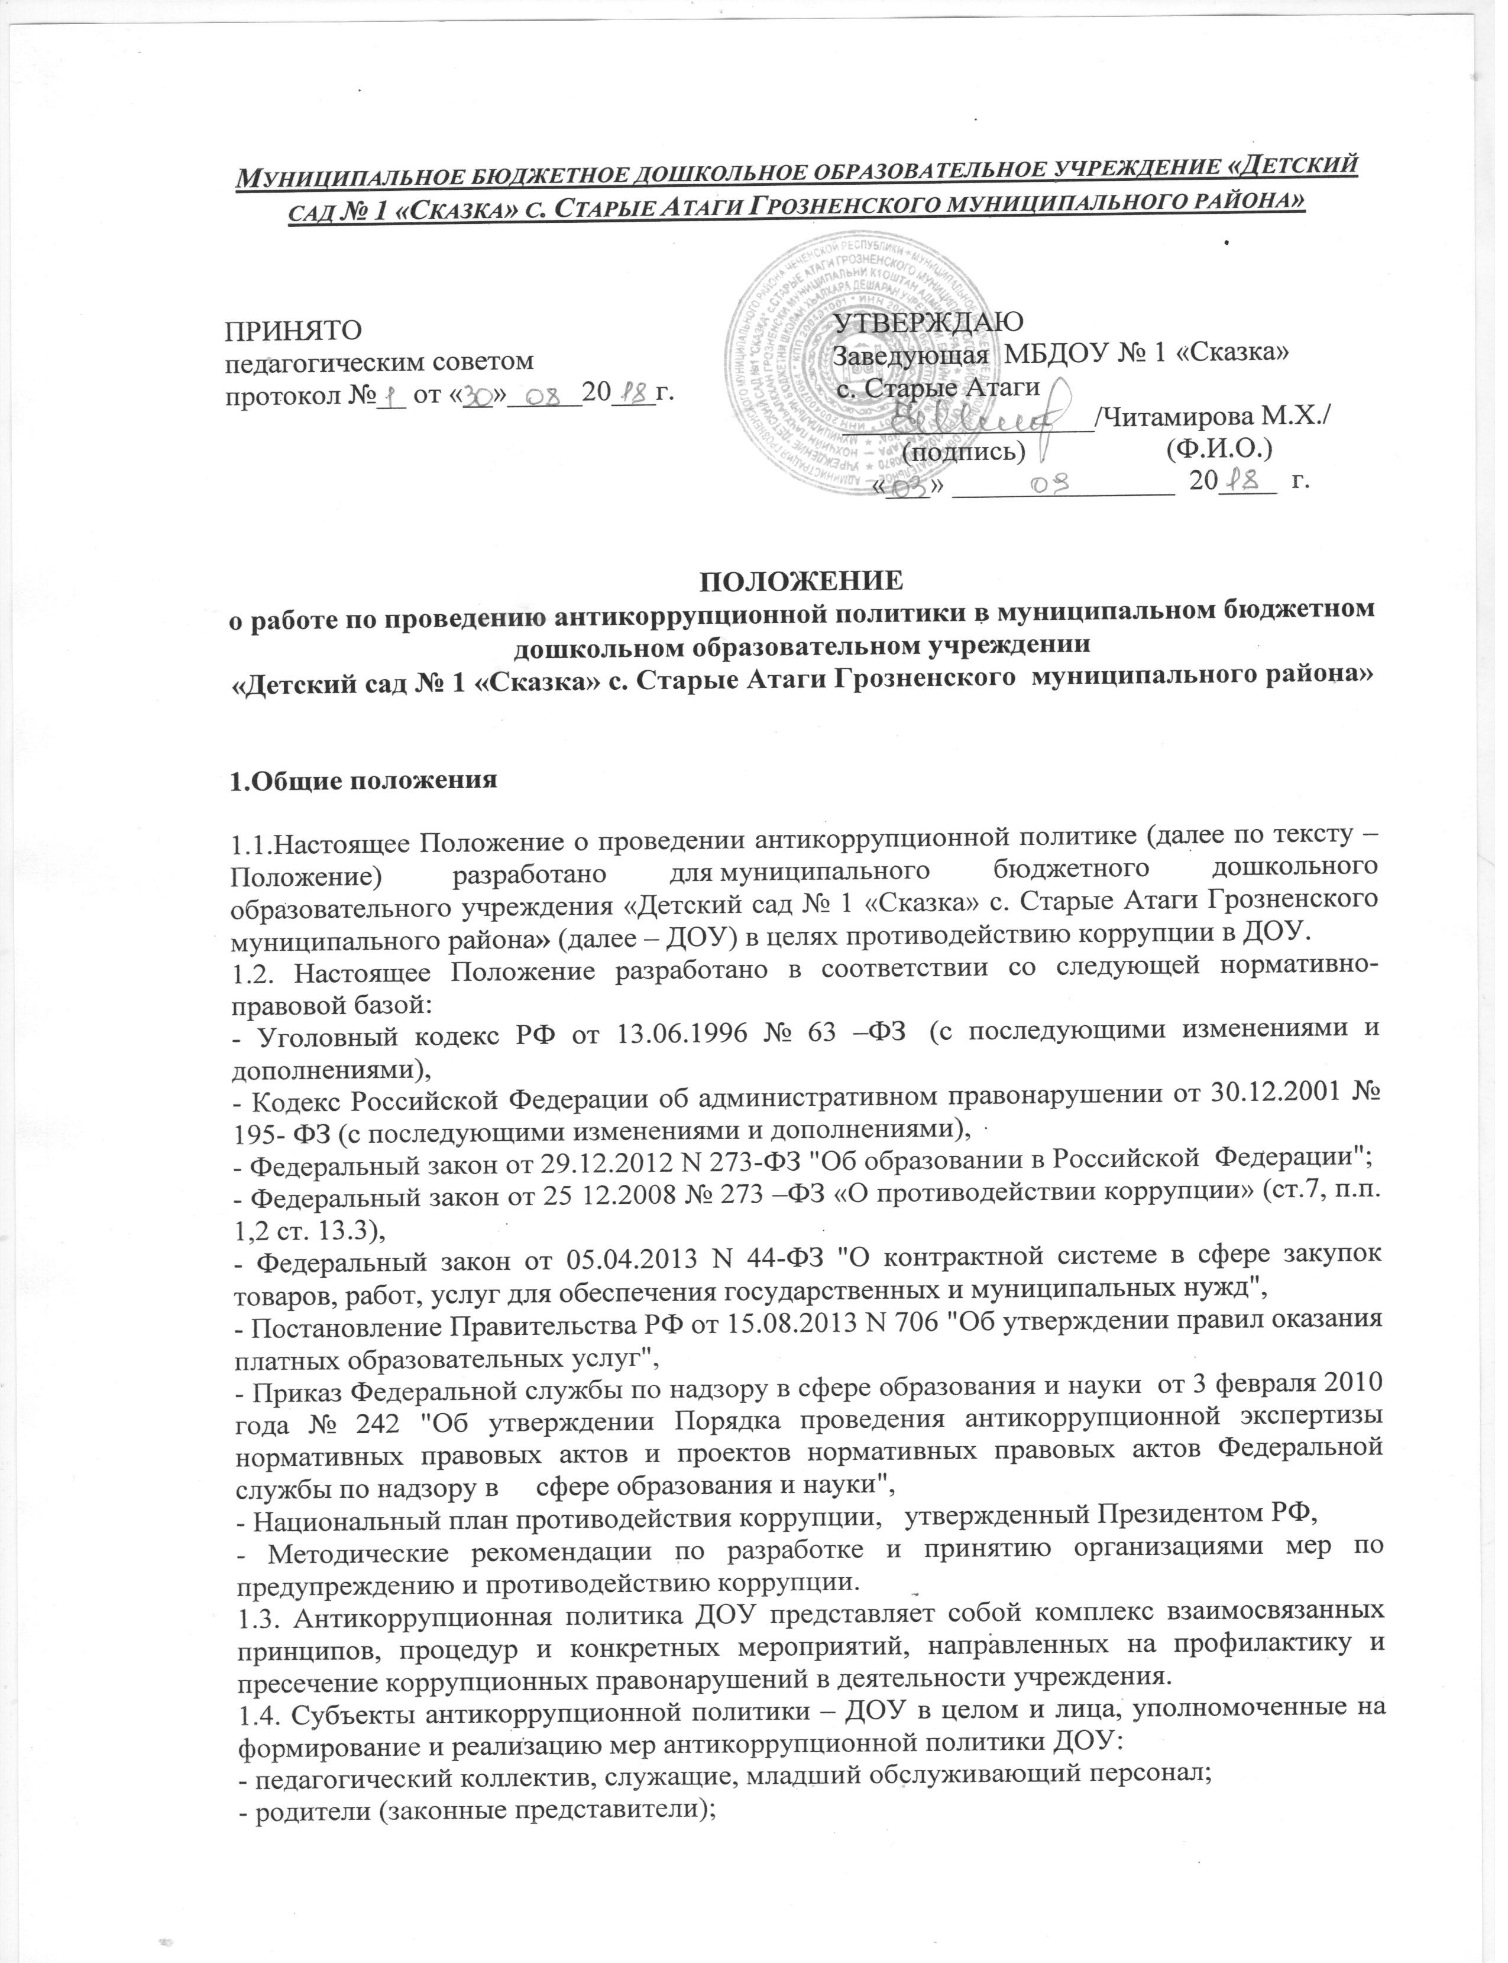 МУНИЦИПАЛЬНОЕ БЮДЖЕТНОЕ ДОШКОЛЬНОЕ ОБРАЗОВАТЕЛЬНОЕ УЧРЕЖДЕНИЕ «ДЕТСКИЙ
САД № 1 «СКАЗКА» С. СТАРЫЕ АТАГИ ГРОЗНЕНСКОГО МУНИЦИПАЛЬНОГО РАЙОНА»
ПРИНЯТО
педагогическим советом
протокол № 1 от «30» 08 2018г.
УТВЕРЖДАЮ
Заведующая МБДОУ № 1 «Сказка»
с. Старые Атаги
/Читамирова М.Х./
(подпись) (Ф.И.О.)
«03» 09 2018 г.
ПОЛОЖЕНИЕ
о работе по проведению антикоррупционной политики в муниципальном бюджетном
дошкольном образовательном учреждении
«Детский сад № 1 «Сказка» с. Старые Атаги Грозненского муниципального района»
1.Общие положения
1.1.Настоящее Положение о проведении антикоррупционной политике (далее по тексту –
Положение) разработано для муниципального бюджетного дошкольного
образовательного учреждения «Детский сад № 1 «Сказка» с. Старые Атаги Грозненского
муниципального района» (далее – ДОУ) в целях противодействию коррупции в ДОУ.
1.2. Настоящее Положение разработано в соответствии со следующей нормативно-
правовой базой:
- Уголовный кодекс РФ от 13.06.1996 № 63 –ФЗ (с последующими изменениями и
дополнениями),
- Кодекс Российской Федерации об административном правонарушении от 30.12.2001 №
195- ФЗ (с последующими изменениями и дополнениями),
- Федеральный закон от 29.12.2012 N 273-ФЗ "Об образовании в Российской Федерации";
- Федеральный закон от 25 12.2008 № 273 –ФЗ «О противодействии коррупции» (ст.7, п.п.
1,2 ст. 13.3),
- Федеральный закон от 05.04.2013 N 44-ФЗ "О контрактной системе в сфере закупок
товаров, работ, услуг для обеспечения государственных и муниципальных нужд",
- Постановление Правительства РФ от 15.08.2013 N 706 "Об утверждении правил оказания
платных образовательных услуг",
- Приказ Федеральной службы по надзору в сфере образования и науки от 3 февраля 2010
года № 242 "Об утверждении Порядка проведения антикоррупционной экспертизы
нормативных правовых актов и проектов нормативных правовых актов Федеральной
службы по надзору в сфере образования и науки",
- Национальный план противодействия коррупции, утвержденный Президентом РФ,
- Методические рекомендации по разработке и принятию организациями мер по
предупреждению и противодействию коррупции.
1.3. Антикоррупционная политика ДОУ представляет собой комплекс взаимосвязанных
принципов, процедур и конкретных мероприятий, направленных на профилактику и
пресечение коррупционных правонарушений в деятельности учреждения.
1.4. Субъекты антикоррупционной политики – ДОУ в целом и лица, уполномоченные на
формирование и реализацию мер антикоррупционной политики ДОУ:
- педагогический коллектив, служащие, младший обслуживающий персонал;
- родители (законные представители);